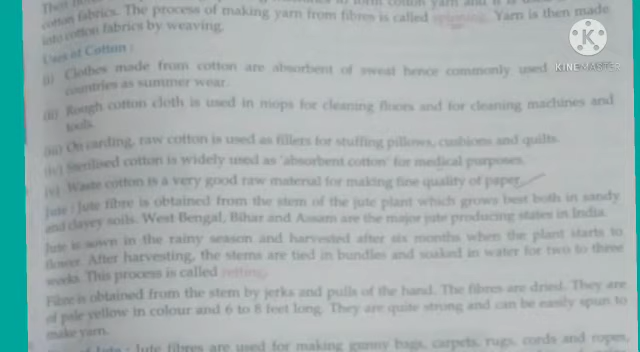 cotton fabrics. The process of making yarn from fibres is called spinning. Yarn is then made
into cotton fabrics by weaving.
Uses of Cotton :
(i) Clothes made from cotton are absorbent of sweat hence commonly used
countries as summer wear.
(ii) Rough cotton cloth is used in mops for cleaning floors and for cleaning machines and
tools.
(iii) On carding, raw cotton is used as fillers for stuffing pillows, cushions and quilts.
(iv) Sterilised cotton is widely used as 'absorbent cotton' for medical purposes.
(v) Waste cotton is a very good raw material for making fine quality of paper.
Jute : Jute fibre is obtained from the stem of the jute plant which grows best both in sandy
and clayey soils. West Bengal, Bihar and Assam are the major jute producing states in India.
Jute is sown in the rainy season and harvested after six months when the plant starts to
flower. After harvesting, the stems are tied in bundles and soaked in water for two to three
weeks. This process is called retting.
Fibre is obtained from the stem by jerks and pulls of the hand. The fibres are dried. They are
of pale yellow in colour and 6 to 8 feet long. They are quite strong and can be easily spun to
make yarn.
of Jute : Jute fibres are used for making gunny bags, carpets, rugs, cords and ropes,
KINEMASTER